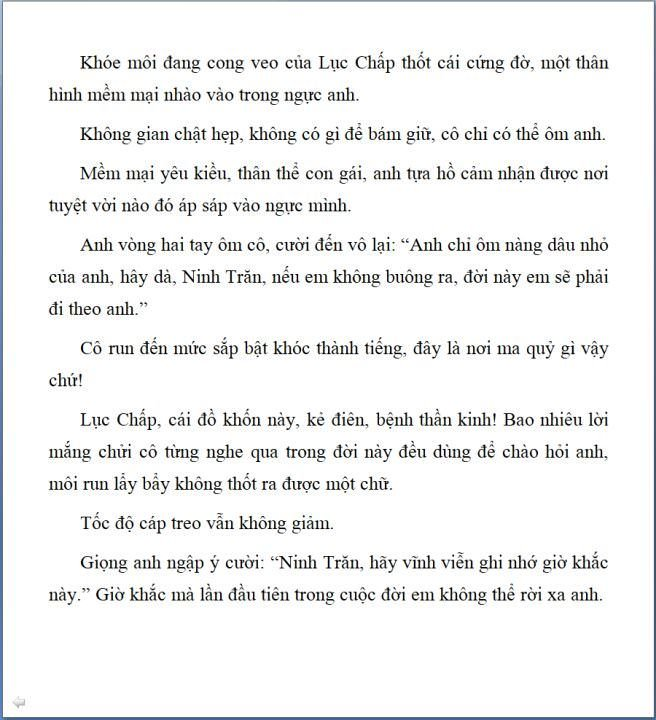 Khóe môi đang cong veo của Lục Chấp thốt cái cứng đờ, một thân
hình mềm mại nhào vào trong ngực anh.
Không gian chật hẹp, không có gì để bám giữ, cô chỉ có thể ôm anh.
Mềm mại yêu kiều, thân thể con gái, anh tựa hồ cảm nhận được nơi
tuyệt vời nào đó áp sáp vào ngực mình.
Anh vòng hai tay ôm cô, cười đến vô lại: “Anh chỉ ôm nàng dâu nhỏ
của anh, hây dà, Ninh Trăn, nếu em không buông ra, đời này em sẽ phải
đi theo anh.”
Cô run đến mức sắp bật khóc thành tiếng, đây là nơi ma quỷ gì vậy
chứ!
Lục Chấp, cái đồ khốn này, kẻ điên, bệnh thần kinh! Bao nhiêu lời
mắng chửi cô từng nghe qua trong đời này đều dùng để chào hỏi anh,
môi run lẩy bẩy không thốt ra được một chữ.
Tốc độ cáp treo vẫn không giảm.
Giọng anh ngập ý cười: “Ninh Trăn, hãy vĩnh viễn ghi nhớ giờ khắc
này.” Giờ khắc mà lần đầu tiên trong cuộc đời em không thể rời xa anh.